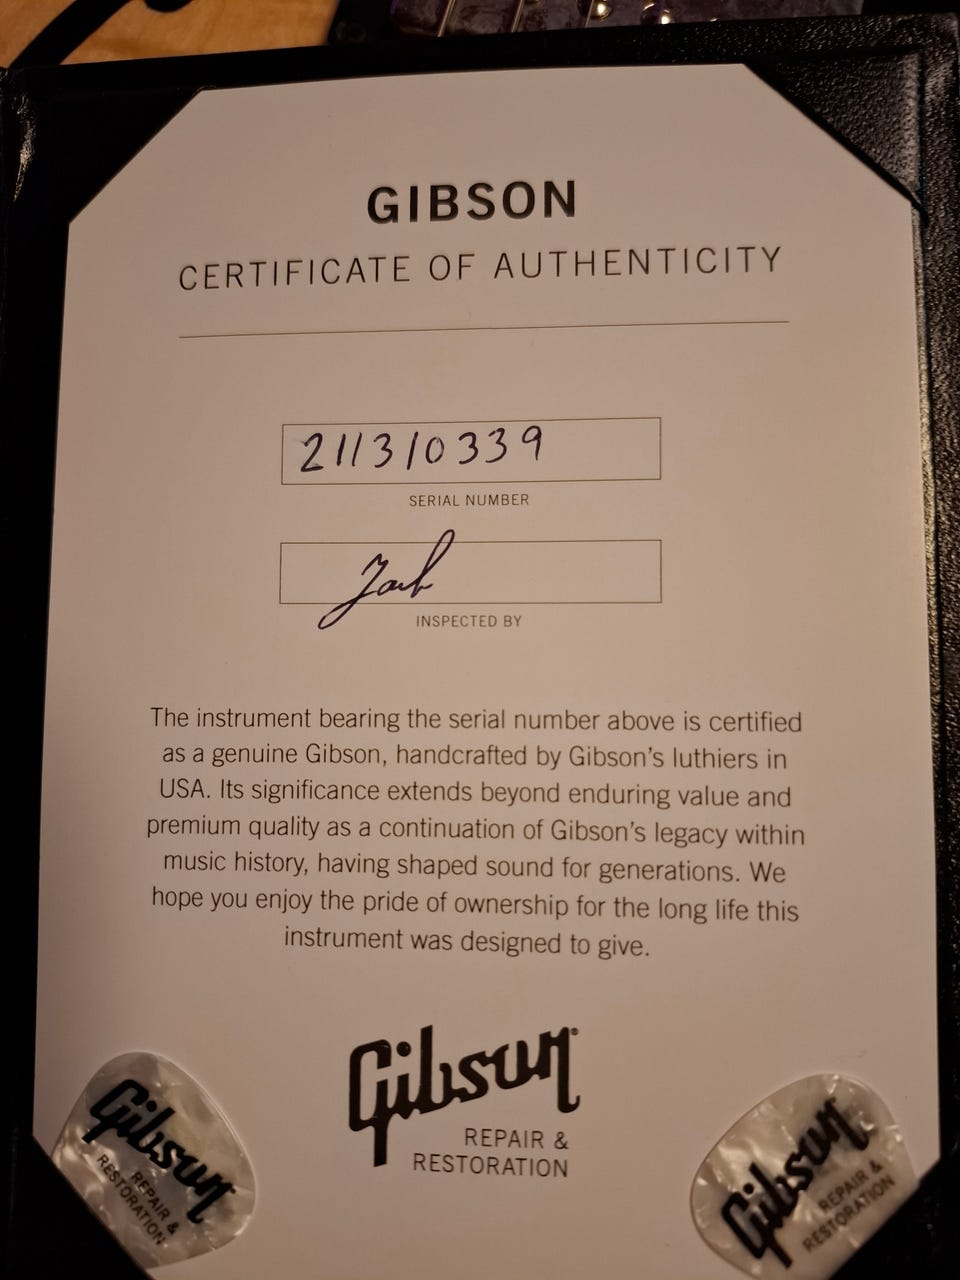 GIBSON
CERTIFICATE OF AUTHENTICITY
211310339
SERIAL NUMBER
INSPECTED BY
The instrument bearing the serial number above is certified
as a genuine Gibson, handcrafted by Gibson's luthiers in
USA. Its significance extends beyond enduring value and
premium quality as a continuation of Gibson's legacy within
music history, having shaped sound for generations. We
hope you enjoy the pride of ownership for the long life this
instrument was designed to give.
Gibson
REPAIR &
RESTORATION
Gibson
REPAIR &
RESTORATION
Gibson
REPAIR &
RESTORATION